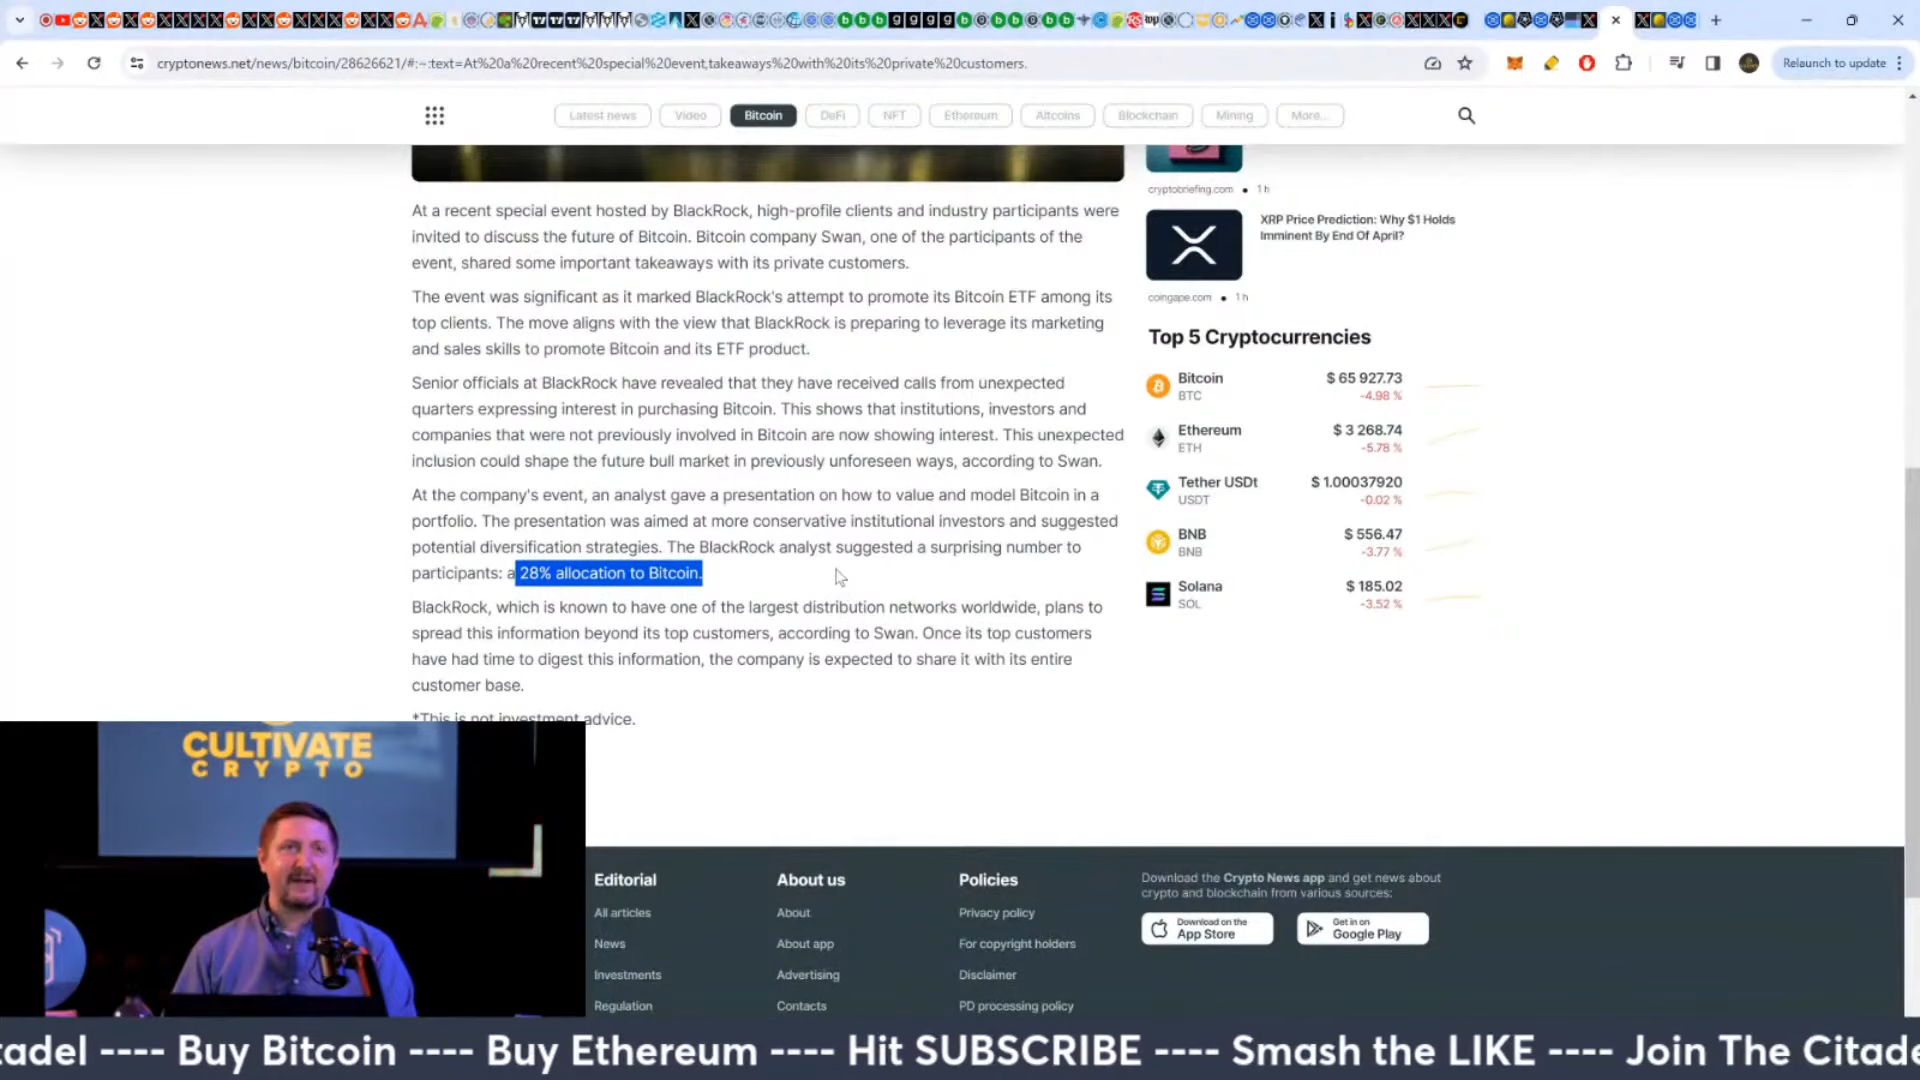 cryptonews.net/news/bitcoin/28626621/#:~:text=At%20a%20recent%20special%20event,takeaways%20with%20its%20private%20customers.
Relaunch to update
Latest news
Video
Bitcoin
DeFi
NFT
Ethereum
Altcoins
Blockchain
Mining
More...
At a recent special event hosted by BlackRock, high-profile clients and industry participants were
invited to discuss the future of Bitcoin. Bitcoin company Swan, one of the participants of the
event, shared some important takeaways with its private customers.
The event was significant as it marked BlackRock's attempt to promote its Bitcoin ETF among its
top clients. The move aligns with the view that BlackRock is preparing to leverage its marketing
and sales skills to promote Bitcoin and its ETF product.
Senior officials at BlackRock have revealed that they have received calls from unexpected
quarters expressing interest in purchasing Bitcoin. This shows that institutions, investors and
companies that were not previously involved in Bitcoin are now showing interest. This unexpected
inclusion could shape the future bull market in previously unforeseen ways, according to Swan.
At the company's event, an analyst gave a presentation on how to value and model Bitcoin in a
portfolio. The presentation was aimed at more conservative institutional investors and suggested
potential diversification strategies. The BlackRock analyst suggested a surprising number to
participants: a 28% allocation to Bitcoin.
BlackRock, which is known to have one of the largest distribution networks worldwide, plans to
spread this information beyond its top customers, according to Swan. Once its top customers
have had time to digest this information, the company is expected to share it with its entire
customer base.
*This is not investment advice.
cryptobriefing.com • 1 h
XRP Price Prediction: Why $1 Holds
Imminent By End Of April?
coingape.com • 1 h
Top 5 Cryptocurrencies
Bitcoin $ 65 927.73
BTC -4.98 %
Ethereum $ 3 268.74
ETH -5.78 %
Tether USDt $ 1.00037920
USDT -0.02 %
BNB $ 556.47
BNB -3.77 %
Solana $ 185.02
SOL -3.52 %
CULTIVATE
CRYPTO
Editorial
All articles
News
Investments
Regulation
About us
About
About app
Advertising
Contacts
Policies
Privacy policy
For copyright holders
Disclaimer
PD processing policy
Download the Crypto News app and get news about
crypto and blockchain from various sources:
Download on the
App Store
Get it on
Google Play
tadel ---- Buy Bitcoin ---- Buy Ethereum ---- Hit SUBSCRIBE ---- Smash the LIKE ---- Join The Citade